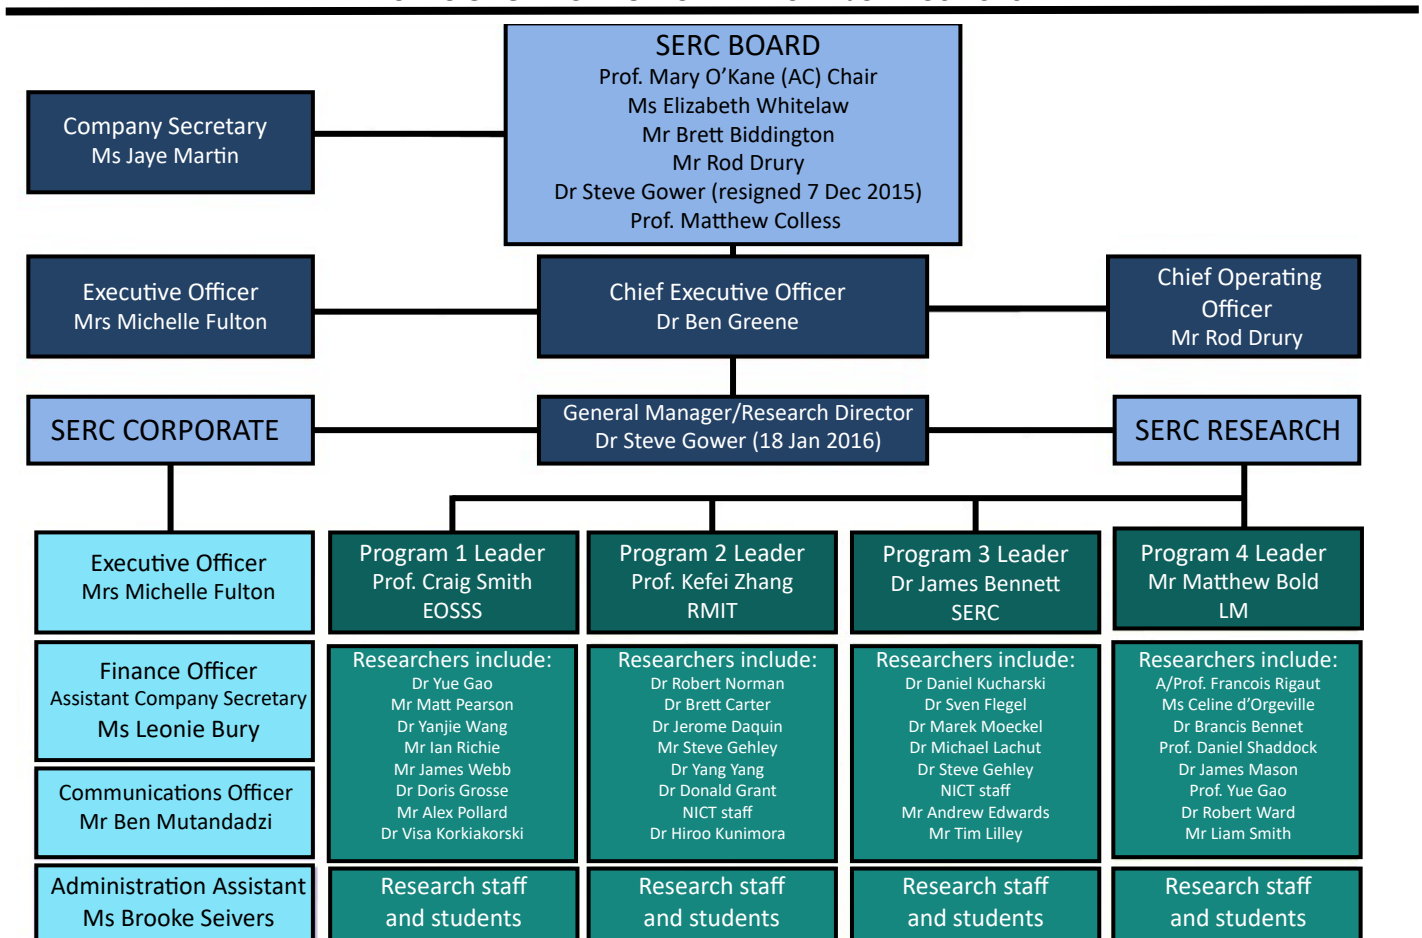 SERC BOARD
Prof. Mary O’Kane (AC) Chair
Ms Elizabeth Whitelaw
Mr Brett Biddington
Mr Rod Drury
Dr Steve Gower (resigned 7 Dec 2015)
Prof. Matthew Colless
Company Secretary
Ms Jaye Martin
Executive Officer
Mrs Michelle Fulton
Chief Executive Officer
Dr Ben Greene
Chief Operating
Officer
Mr Rod Drury
SERC CORPORATE
General Manager/Research Director
Dr Steve Gower (18 Jan 2016)
SERC RESEARCH
Executive Officer
Mrs Michelle Fulton
Finance Officer
Assistant Company Secretary
Ms Leonie Bury
Communications Officer
Mr Ben Mutandadzi
Administration Assistant
Ms Brooke Seivers
Program 1 Leader
Prof. Craig Smith
EOSSS
Researchers include:
Dr Yue Gao
Mr Matt Pearson
Dr Yanjie Wang
Mr Ian Richie
Mr James Webb
Dr Doris Grosse
Mr Alex Pollard
Dr Visa Korkiakorski
Research staff
and students
Program 2 Leader
Prof. Kefei Zhang
RMIT
Researchers include:
Dr Robert Norman
Dr Brett Carter
Dr Jerome Daquin
Mr Steve Gehley
Dr Yang Yang
Dr Donald Grant
NICT staff
Dr Hiroo Kunimora
Research staff
and students
Program 3 Leader
Dr James Bennett
SERC
Researchers include:
Dr Daniel Kucharski
Dr Sven Flegel
Dr Marek Moeckel
Dr Michael Lachut
Dr Steve Gehley
NICT staff
Mr Andrew Edwards
Mr Tim Lilley
Research staff
and students
Program 4 Leader
Mr Matthew Bold
LM
Researchers include:
A/Prof. Francois Rigaut
Ms Celine d’Orgeville
Dr Brancis Bennet
Prof. Daniel Shaddock
Dr James Mason
Prof. Yue Gao
Dr Robert Ward
Mr Liam Smith
Research staff
and students